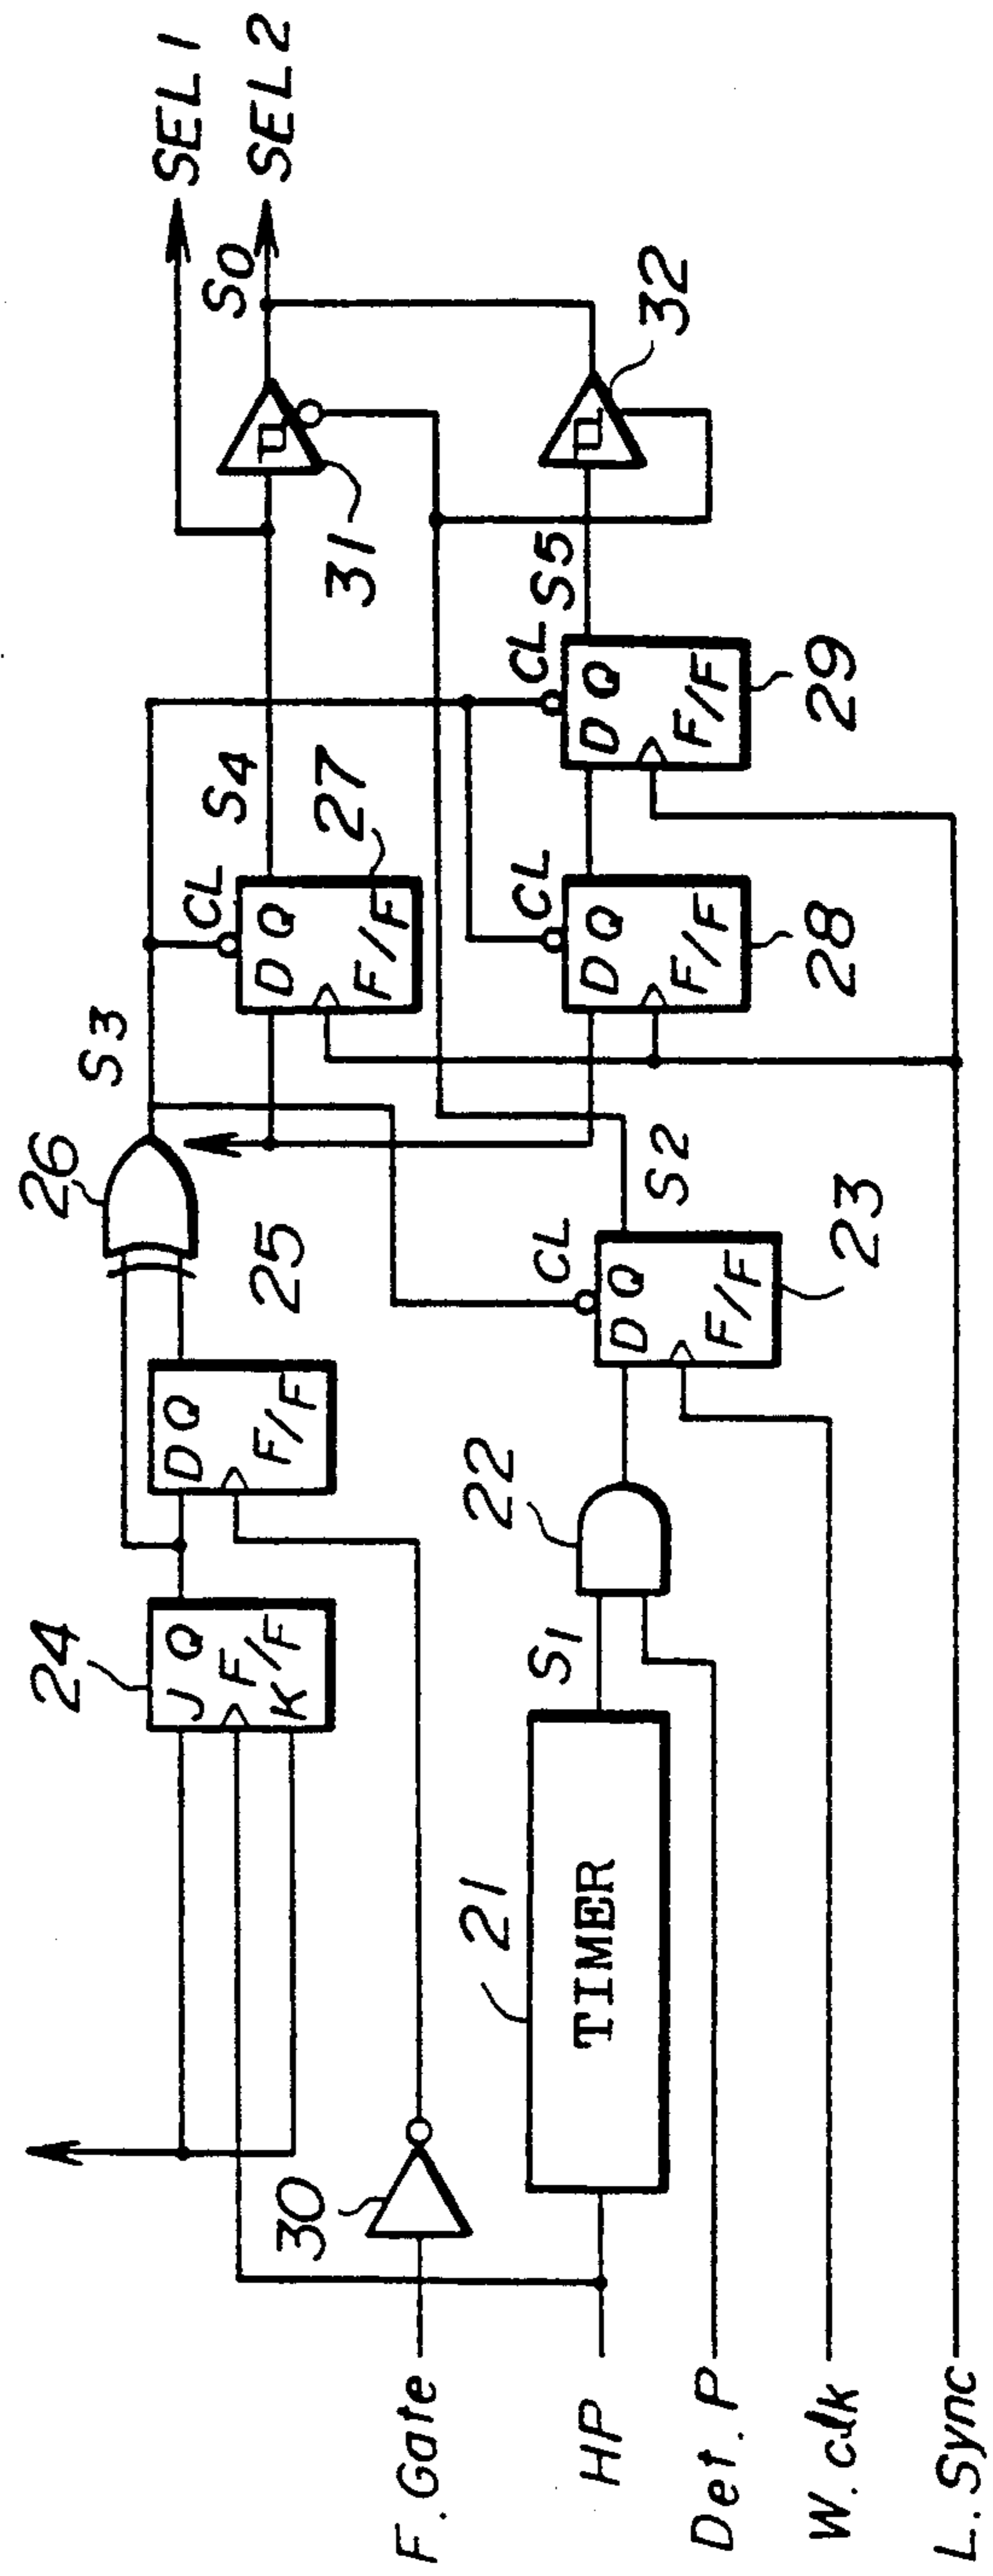 SEL 1
SEL 2
S0
31
32
S5
S4
CL
D Q
F/F
27
CL
D Q
F/F
28
CL
D Q
F/F
29
S3
26
25
D Q
F/F
24
J Q
F/F
K
22
S1
S2
CL
D Q
F/F
23
21
TIMER
30
F. Gate
HP
Det. P
W. clk
L. Sync